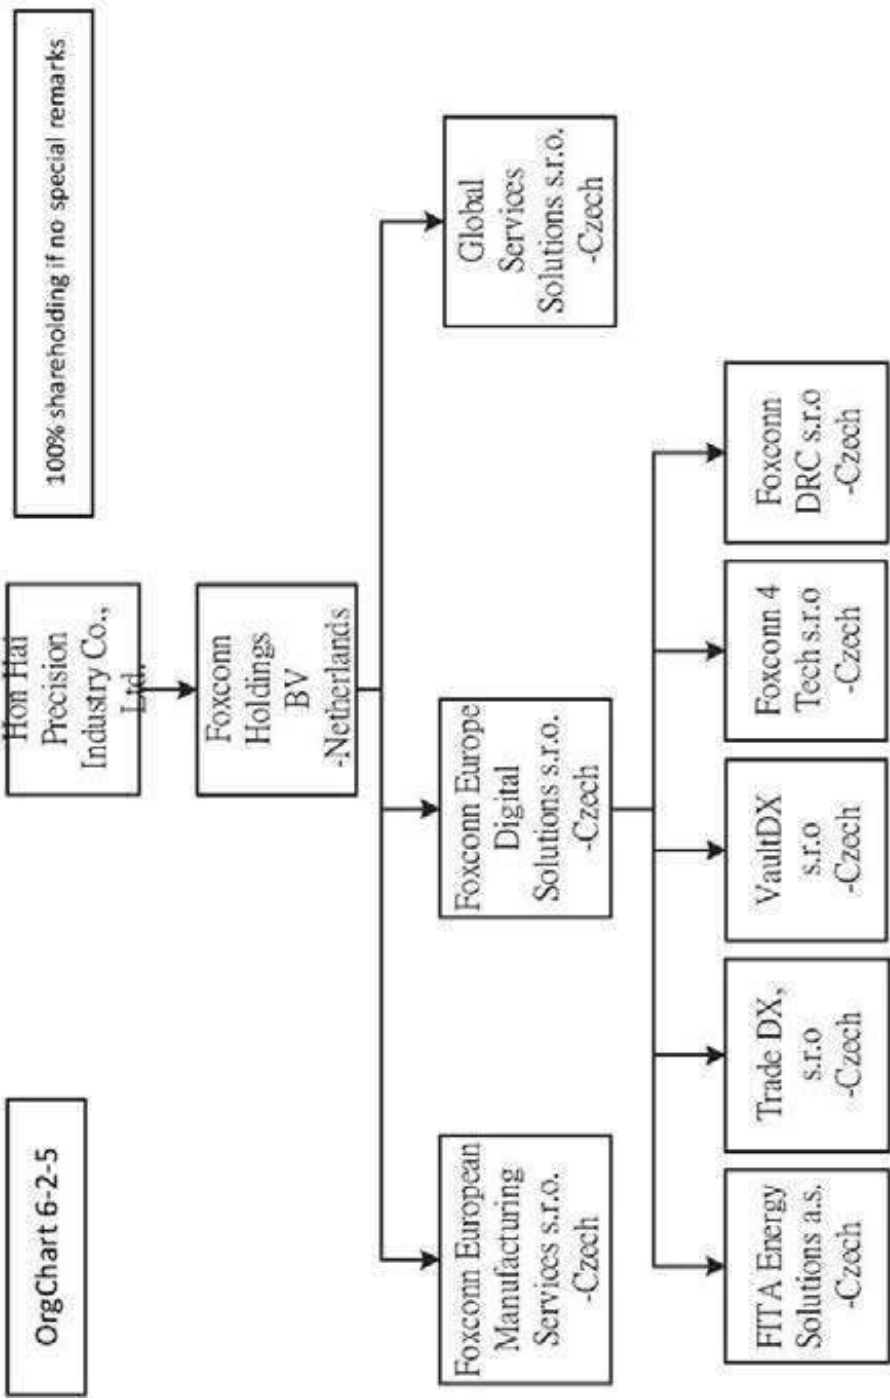 OrgChart 6-2-5
100% shareholding if no special remarks
Hon Hai
Precision
Industry Co.,
Ltd.
Foxconn
Holdings
BV
-Netherlands
Foxconn European
Manufacturing
Services s.r.o.
-Czech
Foxconn Europe
Digital
Solutions s.r.o.
-Czech
Global
Services
Solutions s.r.o.
-Czech
FIT A Energy
Solutions a.s.
-Czech
Trade DX,
s.r.o
-Czech
VaultDX
s.r.o
-Czech
Foxconn 4
Tech s.r.o
-Czech
Foxconn
DRC s.r.o
-Czech